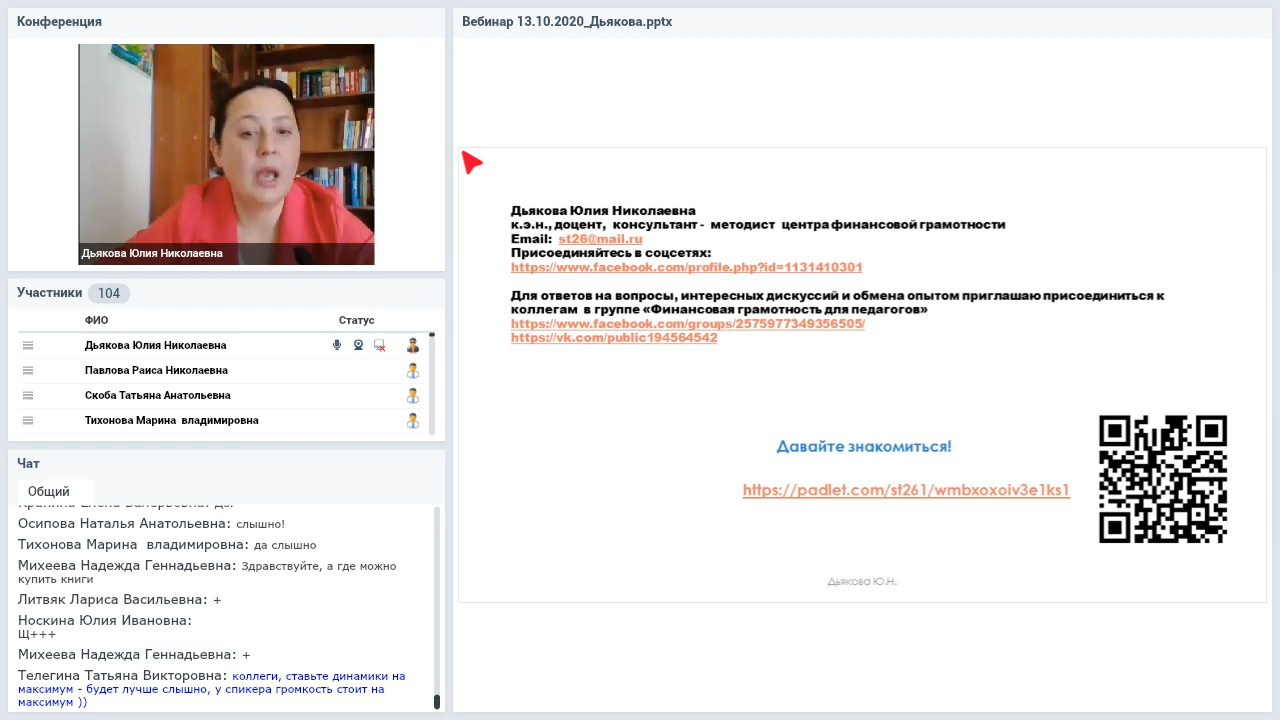 Конференция
Дьякова Юлия Николаевна
Участники 104
ФИО Статус
Дьякова Юлия Николаевна
Павлова Раиса Николаевна
Скоба Татьяна Анатольевна
Тихонова Марина владимировна
Чат
Общий
Осипова Наталья Анатольевна: слышно!
Тихонова Марина владимировна: да слышно
Михеева Надежда Геннадьевна: Здравствуйте, а где можно
купить книги
Литвяк Лариса Васильевна: +
Носкина Юлия Ивановна:
Щ+++
Михеева Надежда Геннадьевна: +
Телегина Татьяна Викторовна: коллеги, ставьте динамики на
максимум - будет лучше слышно, у спикера громкость стоит на
максимум ))
Вебинар 13.10.2020_Дьякова.pptx
Дьякова Юлия Николаевна
к.э.н., доцент, консультант - методист центра финансовой грамотности
Email: st26@mail.ru
Присоединяйтесь в соцсетях:
https://www.facebook.com/profile.php?id=1131410301
Для ответов на вопросы, интересных дискуссий и обмена опытом приглашаю присоединиться к
коллегам в группе «Финансовая грамотность для педагогов»
https://www.facebook.com/groups/2575977349356505/
https://vk.com/public194564542
Давайте знакомиться!
https://padlet.com/st261/wmbxoxoiv3e1ks1
Дьякова Ю.Н.